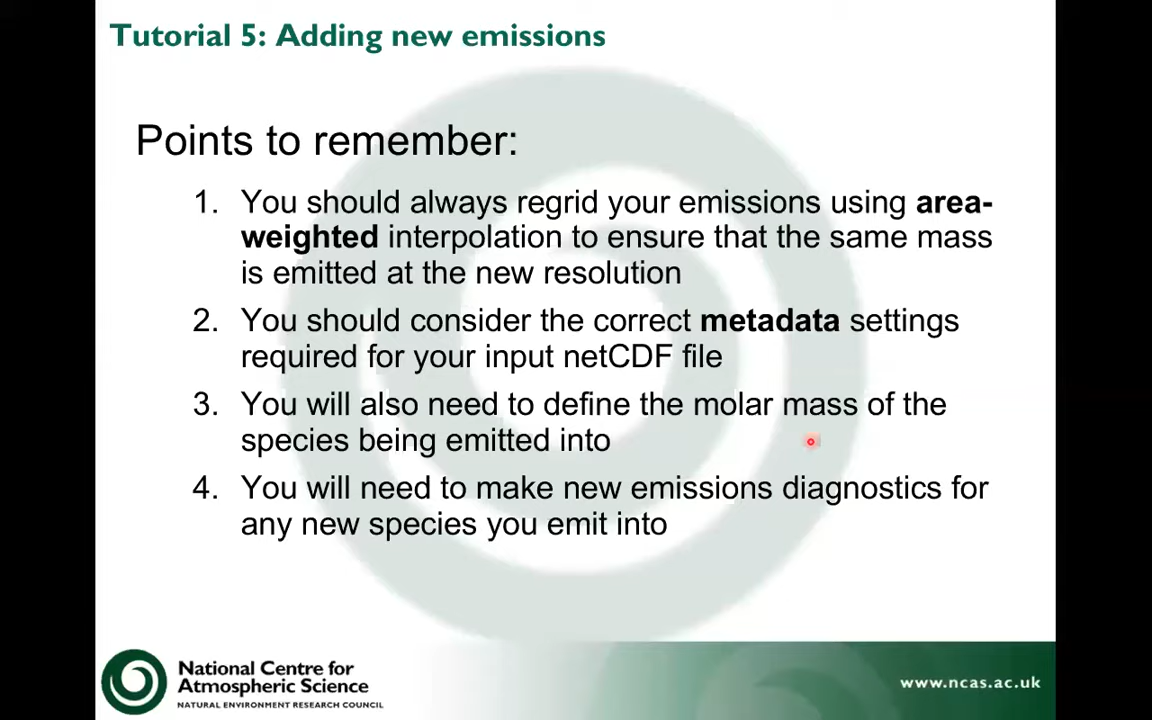 Tutorial 5: Adding new emissions
Points to remember:
1. You should always regrid your emissions using area-
weighted interpolation to ensure that the same mass
is emitted at the new resolution
2. You should consider the correct metadata settings
required for your input netCDF file
3. You will also need to define the molar mass of the
species being emitted into
4. You will need to make new emissions diagnostics for
any new species you emit into
National Centre for
Atmospheric Science
NATURAL ENVIRONMENT RESEARCH COUNCIL
www.ncas.ac.uk